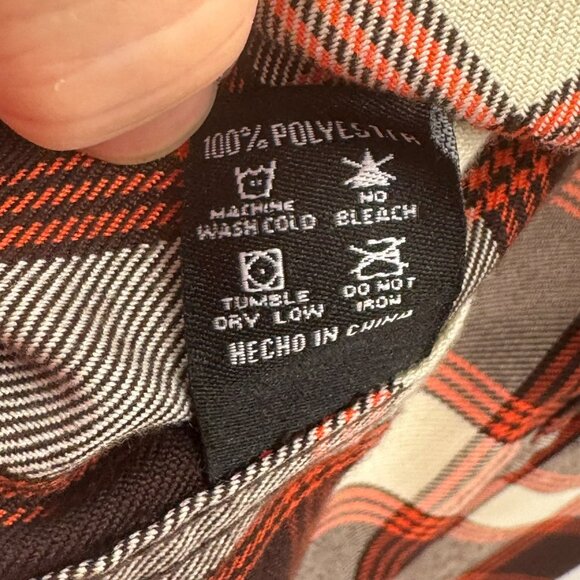 100% POLYESTER
MACHINE
WASH COLD
NO
BLEACH
TUMBLE
DRY LOW
DO NOT
IRON
HECHO IN CHINA